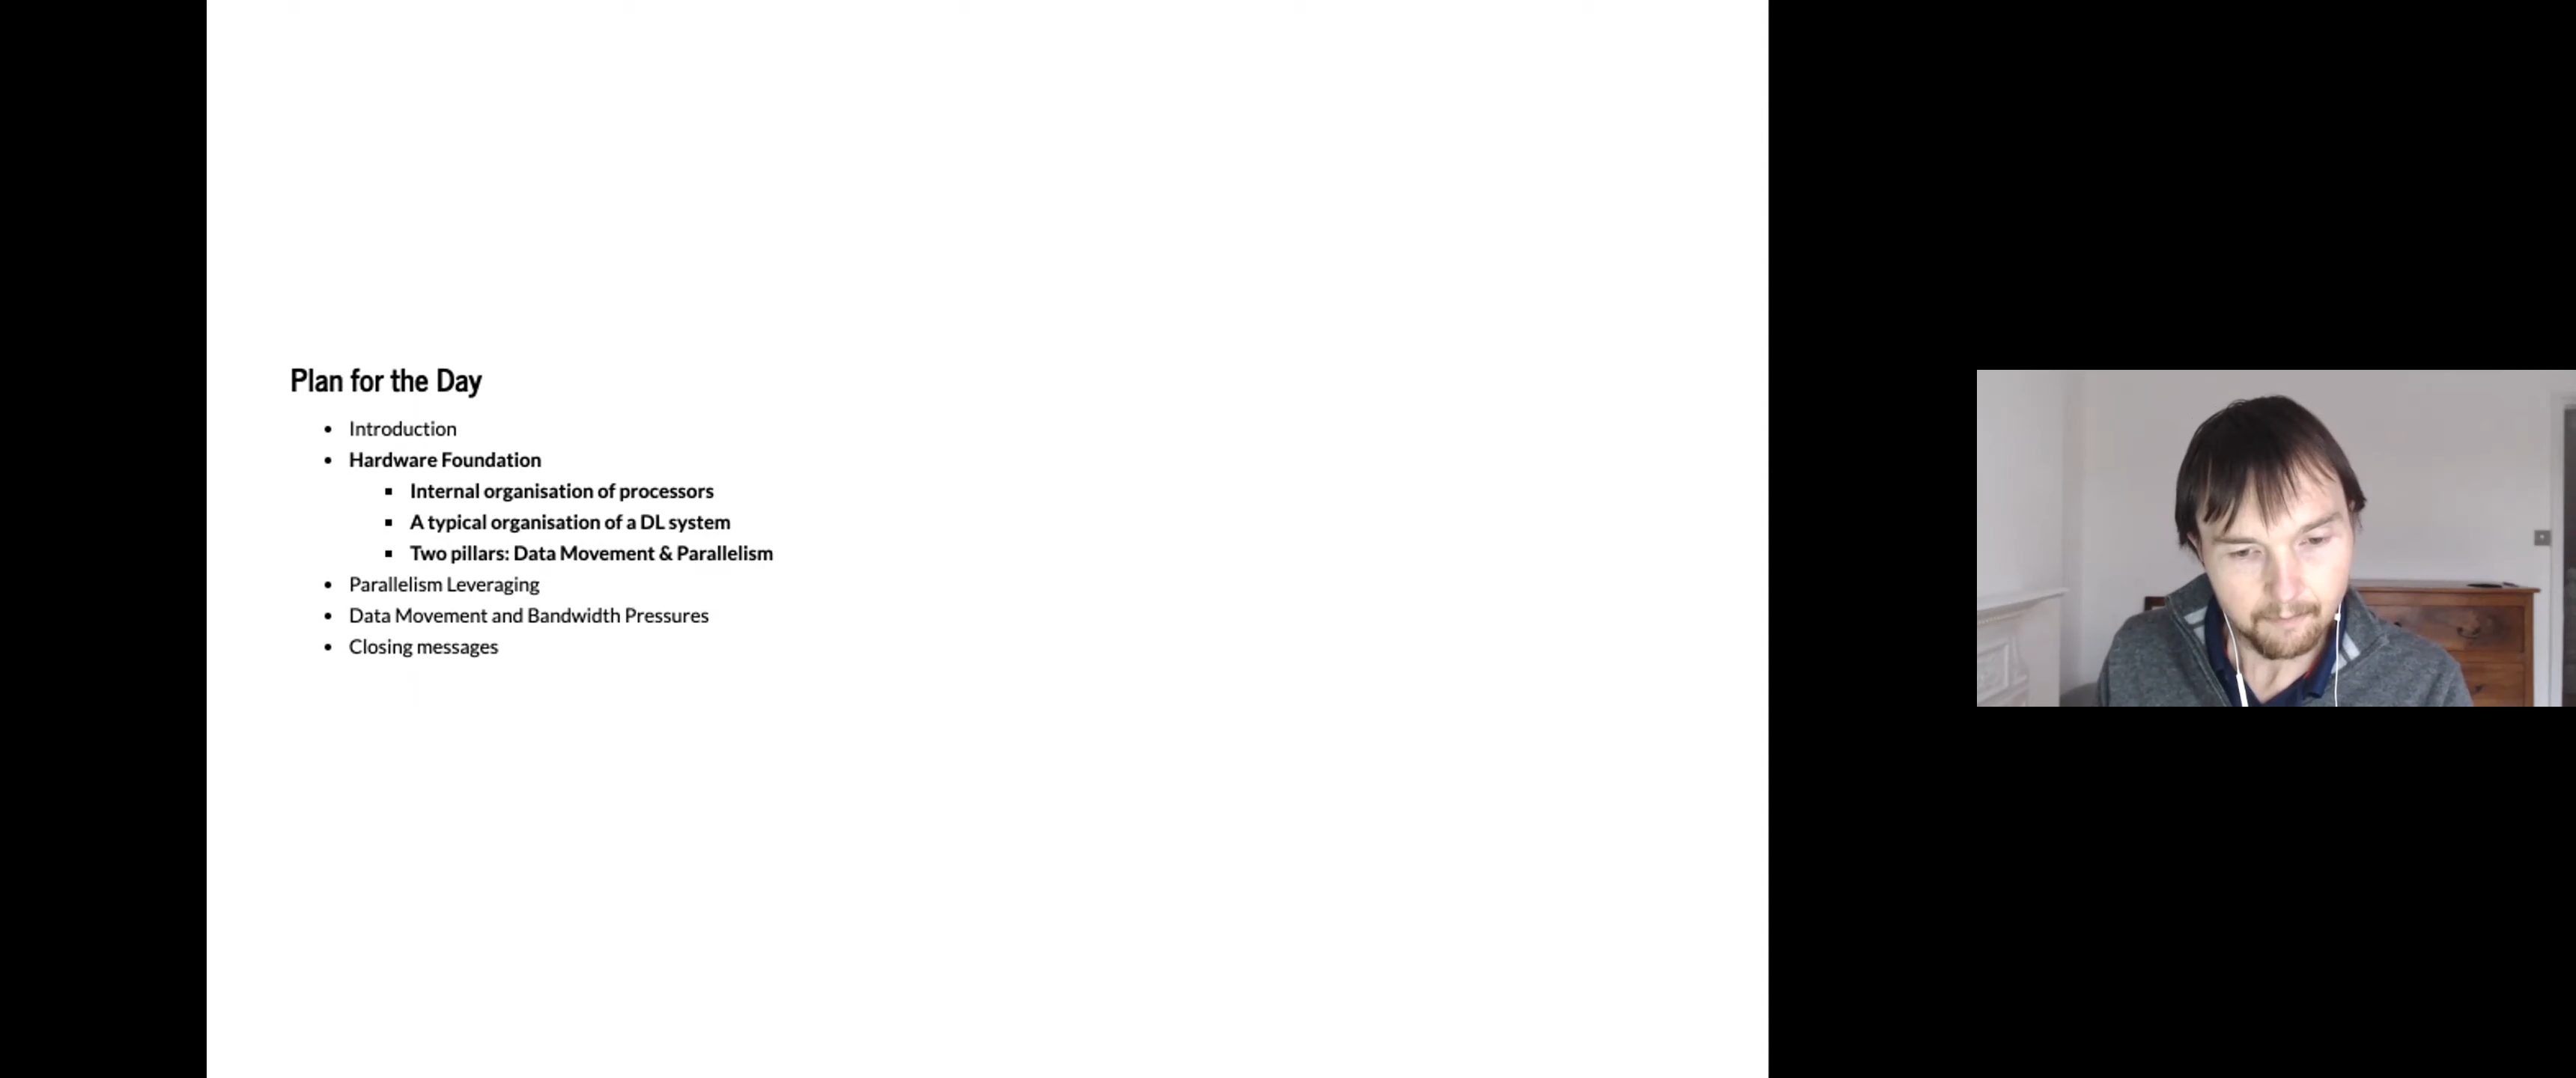 Plan for the Day
• Introduction
• Hardware Foundation
▪ Internal organisation of processors
▪ A typical organisation of a DL system
▪ Two pillars: Data Movement & Parallelism
• Parallelism Leveraging
• Data Movement and Bandwidth Pressures
• Closing messages